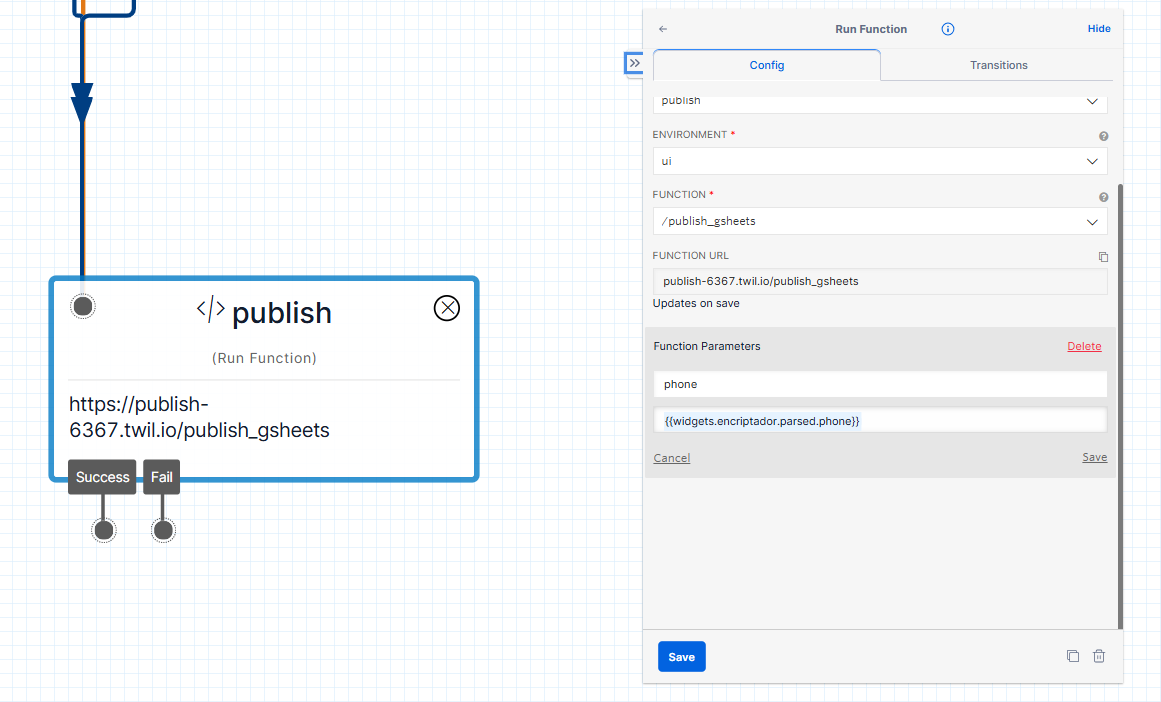 </> publish
(Run Function)
https://publish-
6367.twil.io/publish_gsheets
Success
Fail
Run Function
Hide
Config
Transitions
publish
ENVIRONMENT *
ui
FUNCTION *
/publish_gsheets
FUNCTION URL
publish-6367.twil.io/publish_gsheets
Updates on save
Function Parameters
Delete
phone
{{widgets.encriptador.parsed.phone}}
Cancel
Save
Save